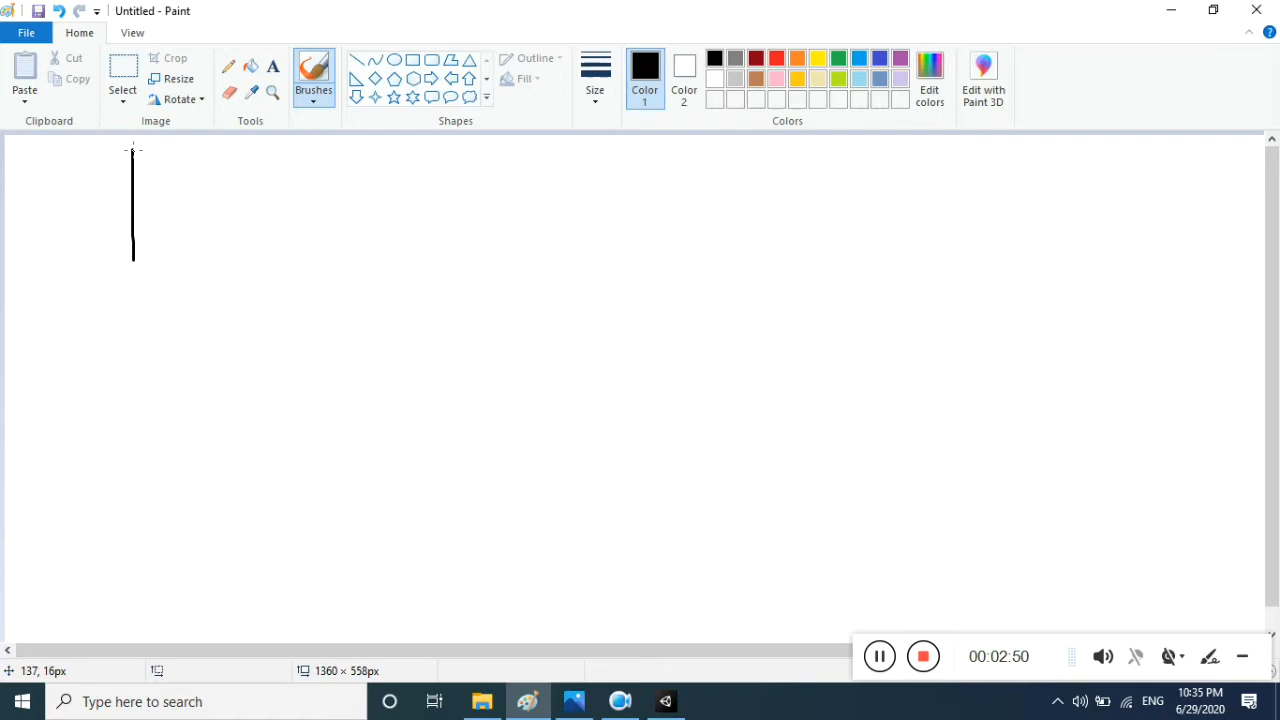 Untitled - Paint
File Home View
Paste
Cut
Copy
Clipboard
Select
Crop
Resize
Rotate
Image
A
Tools
Brushes
Shapes
Outline
Fill
Size
Color 1
Color 2
Edit colors
Colors
Edit with Paint 3D
137, 16px
1360 × 558px
00:02:50
Type here to search
ENG
10:35 PM
6/29/2020